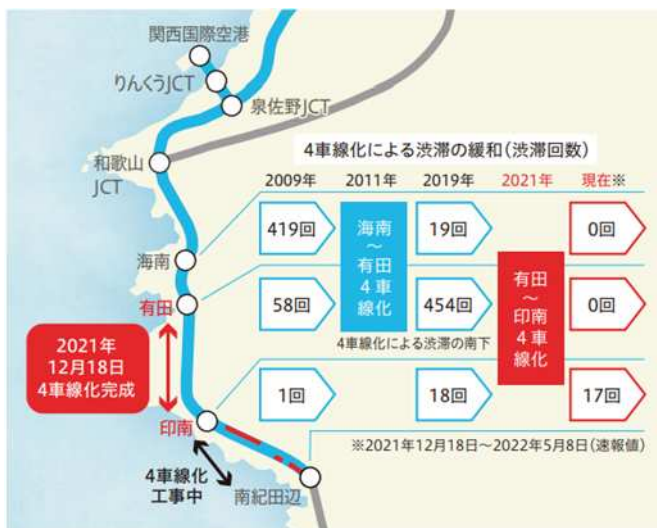 関西国際空港
りんくうJCT
泉佐野JCT
和歌山
JCT
4車線化による渋滞の緩和(渋滞回数)
2009年 2011年 2019年 2021年 現在※
419回
海南
〜
有田
4
車
線
化
19回
0回
海南
有田
58回
454回
有田
〜
印南
4
車
線
化
0回
4車線化による渋滞の南下
2021年
12月18日
4車線化完成
1回
18回
17回
印南
※2021年12月18日〜2022年5月8日(速報値)
4車線化
工事中
南紀田辺